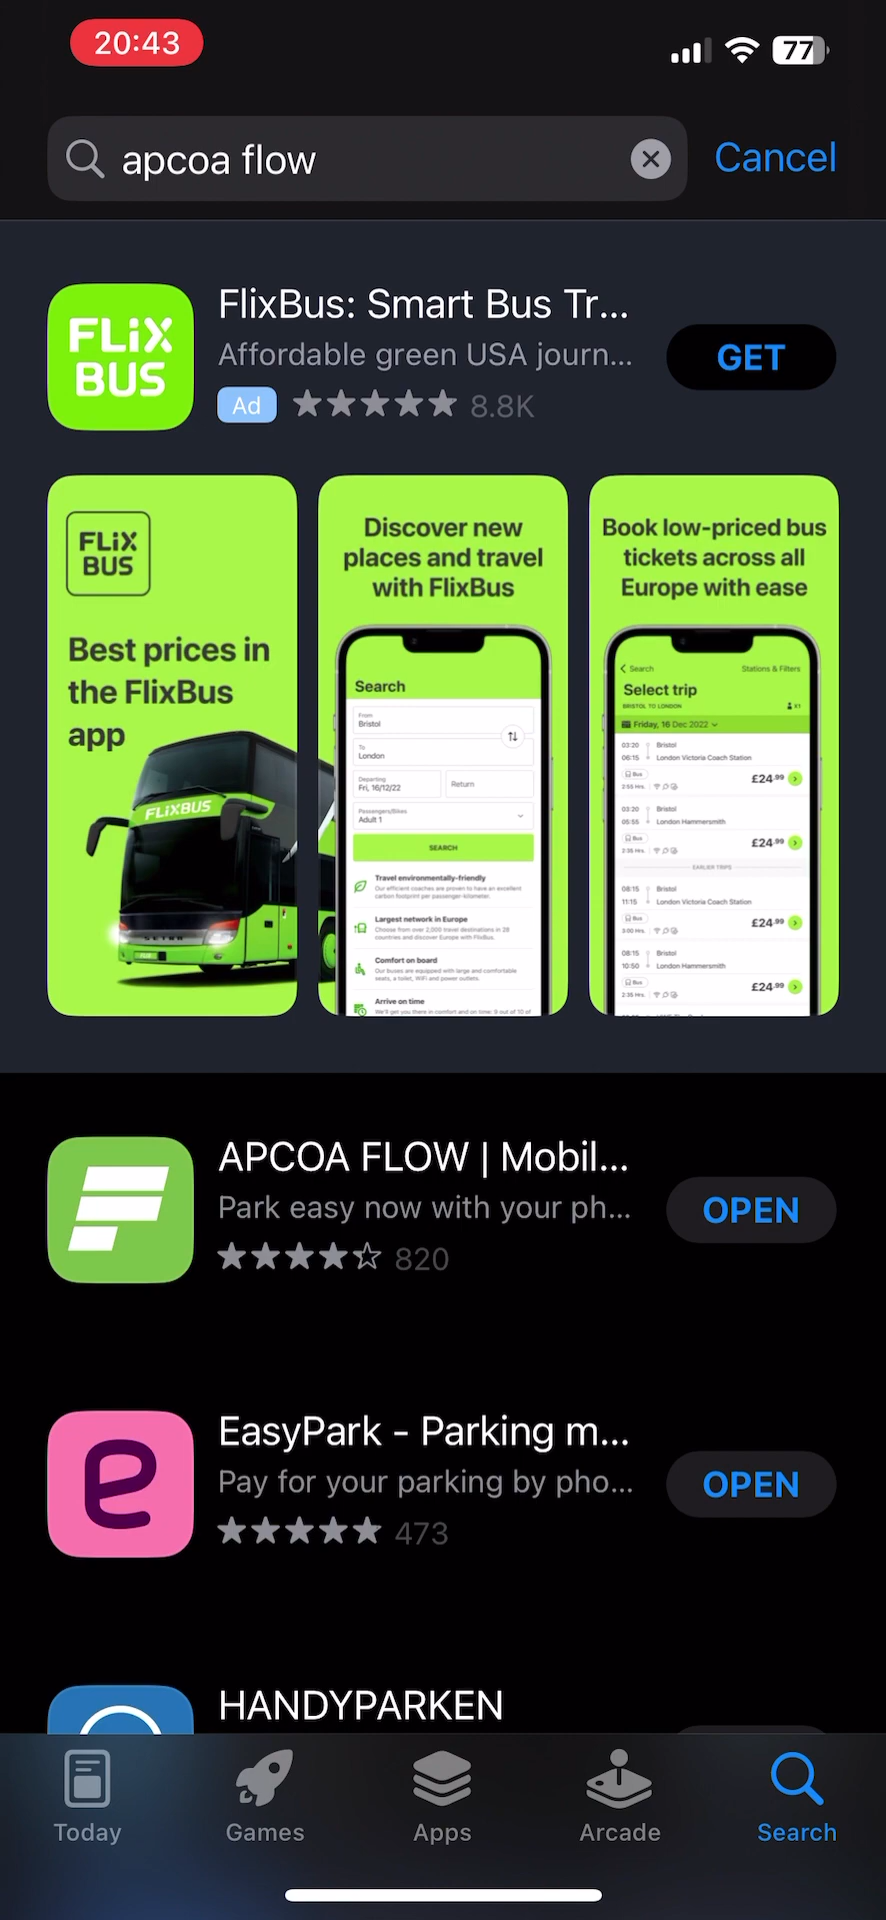 20:43
77
apcoa flow
Cancel
FLiX
BUS
FlixBus: Smart Bus Tr...
Affordable green USA journ...
Ad
8.8K
GET
FLiX
BUS
Best prices in
the FlixBus
app
FLiXBUS
SETRA
Discover new
places and travel
with FlixBus
Search
From
Bristol
To
London
Departing
Fri, 16/12/22
Return
Passengers/Bikes
Adult 1
SEARCH
Travel environmentally-friendly
Our efficient coaches are proven to have an excellent
carbon footprint per passenger-kilometer.
Largest network in Europe
Choose from over 2,000 travel destinations in 28
countries and discover Europe with FlixBus.
Comfort on board
Our buses are equipped with large and comfortable
seats, a toilet, WiFi and power outlets.
Arrive on time
We'll get you there in comfort and on time: 9 out of 10 of
Book low-priced bus
tickets across all
Europe with ease
Search
Stations & Filters
Select trip
BRISTOL TO LONDON
X1
Friday, 16 Dec 2022
03:20 Bristol
06:15 London Victoria Coach Station
Bus
2:55 Hrs.
£24.99
03:20 Bristol
05:55 London Hammersmith
Bus
2:35 Hrs.
£24.99
EARLIER TRIPS
08:15 Bristol
11:15 London Victoria Coach Station
Bus
3:00 Hrs.
£24.99
08:15 Bristol
10:50 London Hammersmith
Bus
2:35 Hrs.
£24.99
APCOA FLOW | Mobil...
Park easy now with your ph...
820
OPEN
EasyPark - Parking m...
Pay for your parking by pho...
473
OPEN
HANDYPARKEN
Today
Games
Apps
Arcade
Search